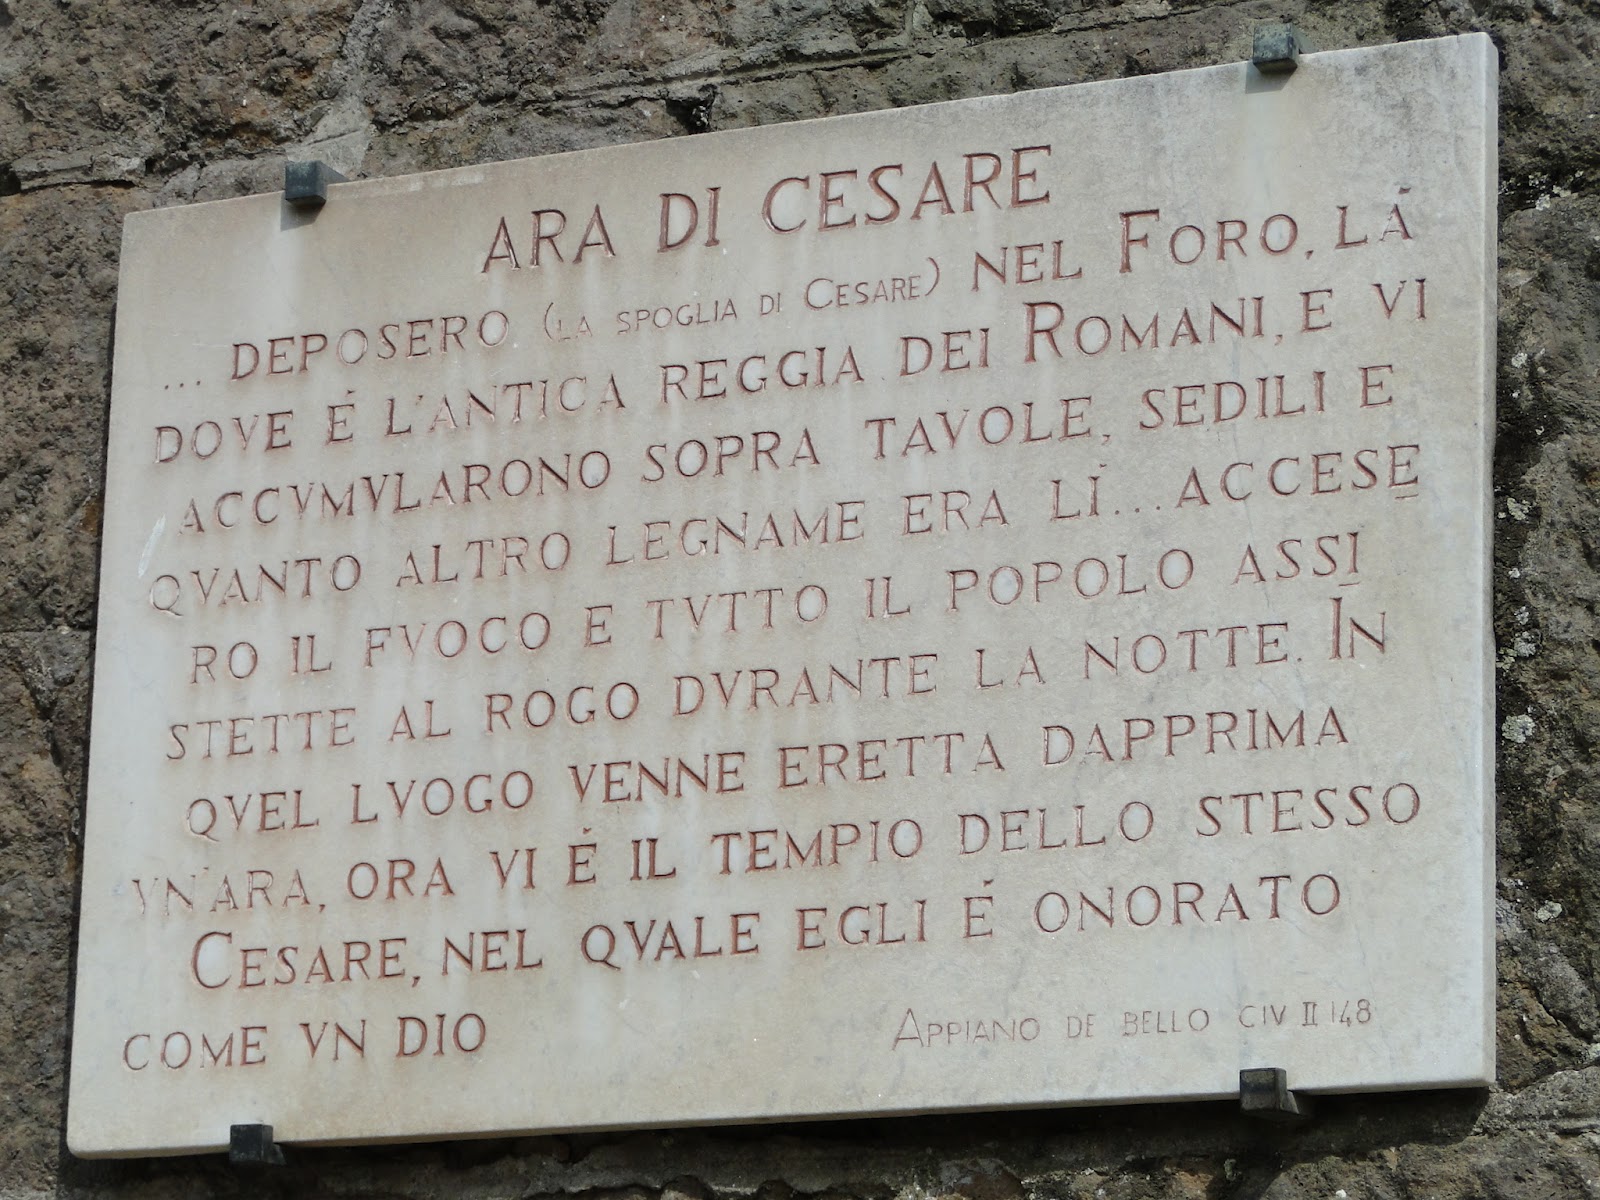 ARA DI CESARE
... DEPOSERO (LA SPOGLIA DI CESARE) NEL FORO, LÁ
DOVE É L'ANTICA REGGIA DEI ROMANI, E VI
ACCVMVLARONO SOPRA TAVOLE, SEDILI E
QVANTO ALTRO LEGNAME ERA LÍ... ACCESE
RO IL FVOCO E TVTTO IL POPOLO ASSI
STETTE AL ROGO DVRANTE LA NOTTE. IN
QVEL LVOGO VENNE ERETTA DAPPRIMA
VN'ARA, ORA VI É IL TEMPIO DELLO STESSO
CESARE, NEL QVALE EGLI É ONORATO
COME VN DIO
APPIANO DE BELLO CIV II 148